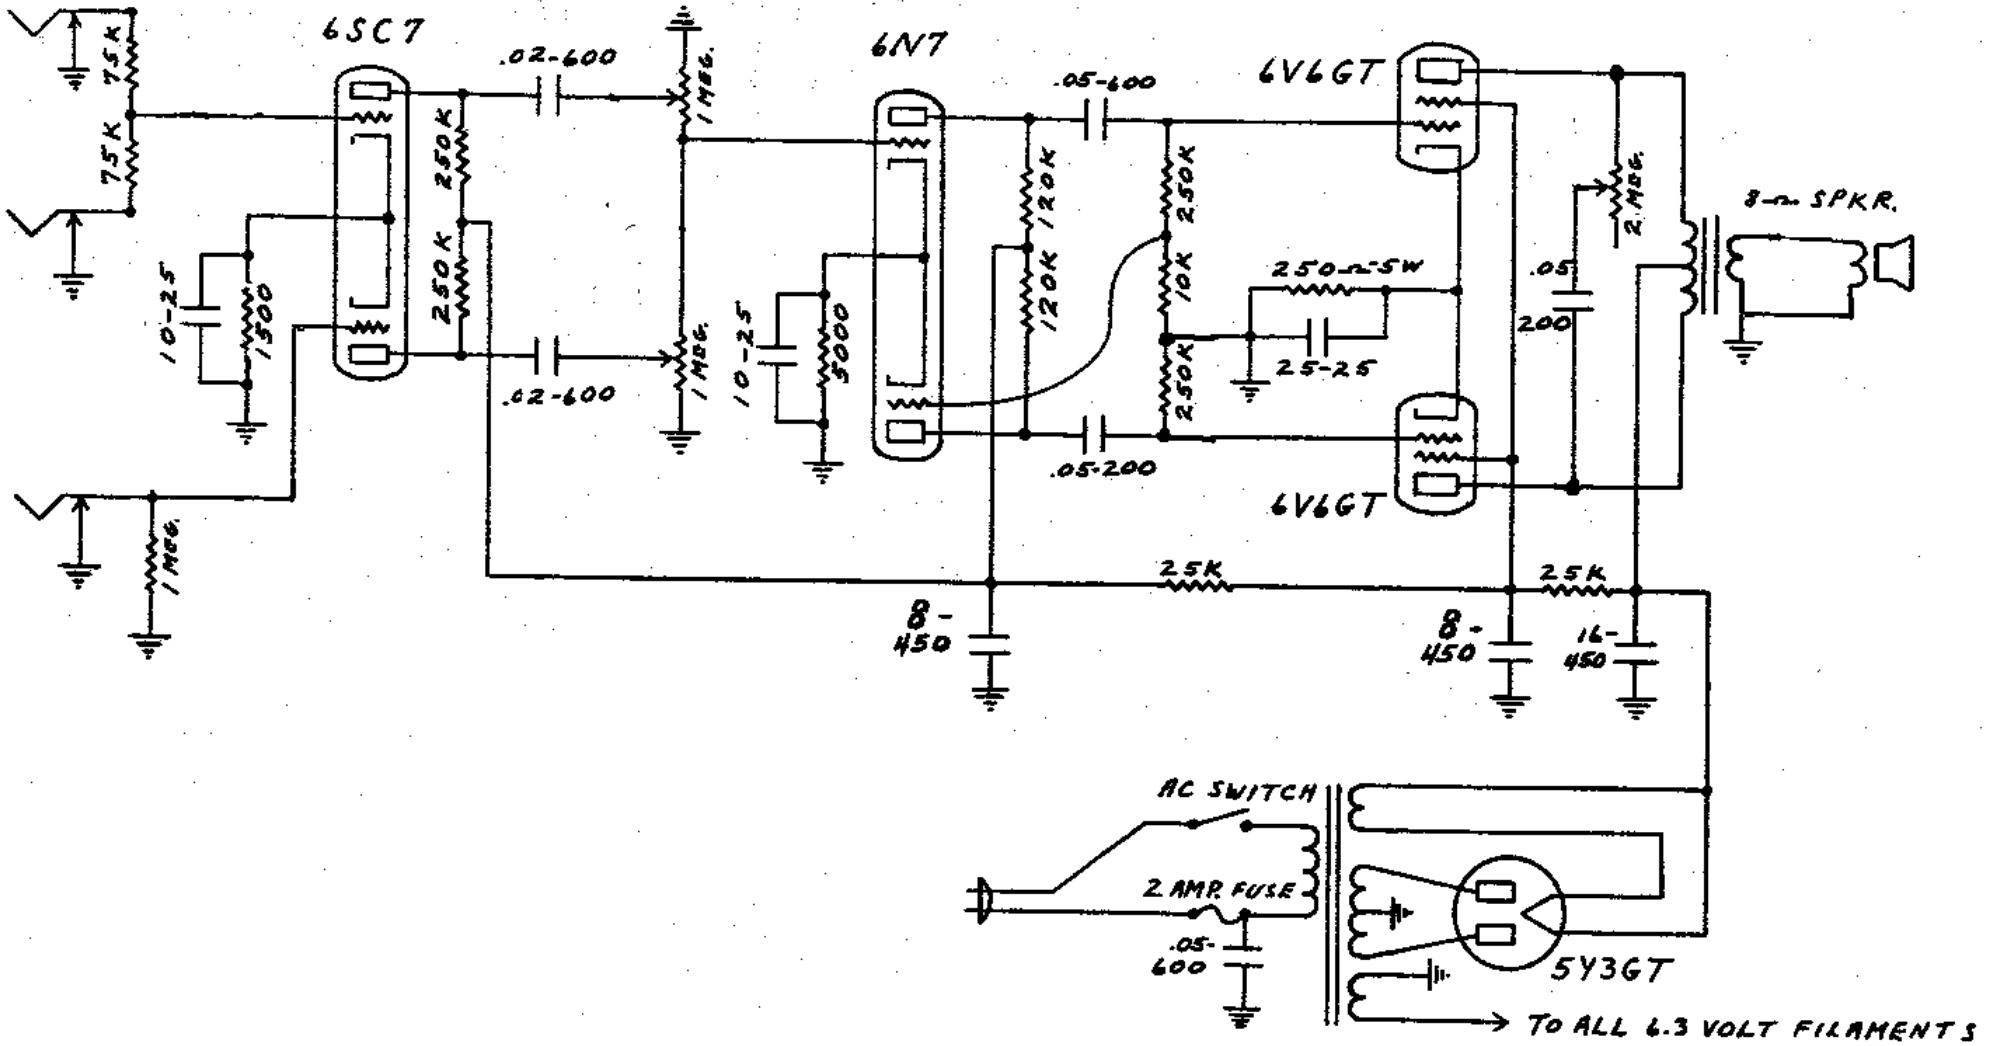 6SC7
.02-600
1 MEG.
6N7
.05-600
6V6GT
75K
75K
250K
250K
10-25
1500
.02-600
1 MEG.
10-25
5000
120K
120K
250K
10K
250K
250Ω-5W
25-25
.05-200
6V6GT
2 MEG.
.05
200
8-Ω SPKR.
1 MEG.
25K
25K
8-
450
8-
450
16-
450
AC SWITCH
2 AMP. FUSE
.05-
600
5Y3GT
TO ALL 6.3 VOLT FILAMENTS